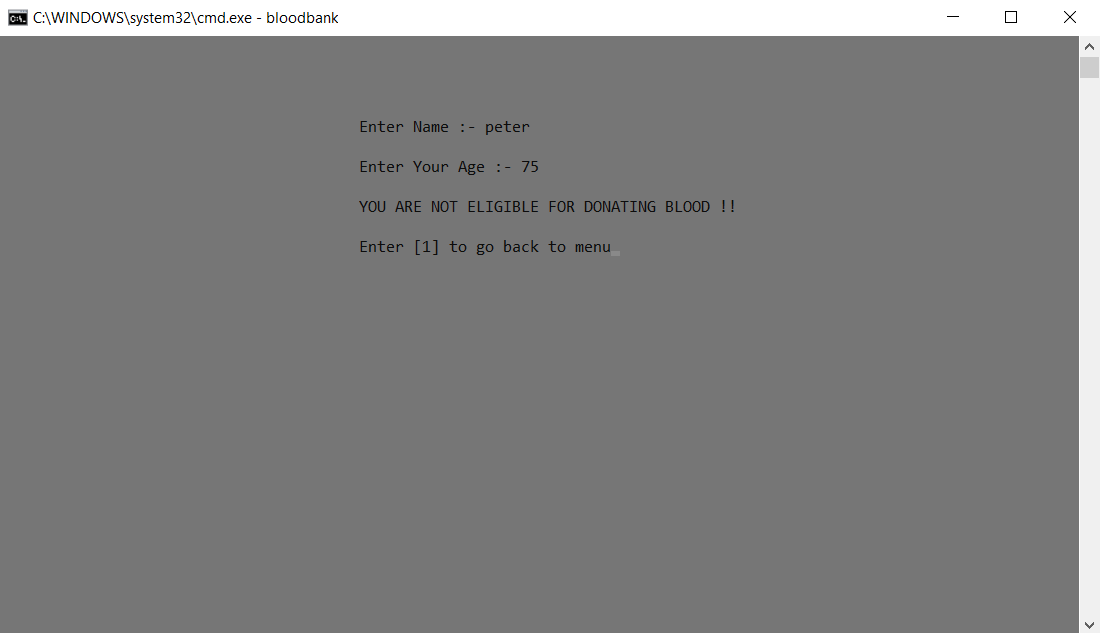 C:\WINDOWS\system32\cmd.exe - bloodbank
Enter Name :- peter
Enter Your Age :- 75
YOU ARE NOT ELIGIBLE FOR DONATING BLOOD !!
Enter [1] to go back to menu